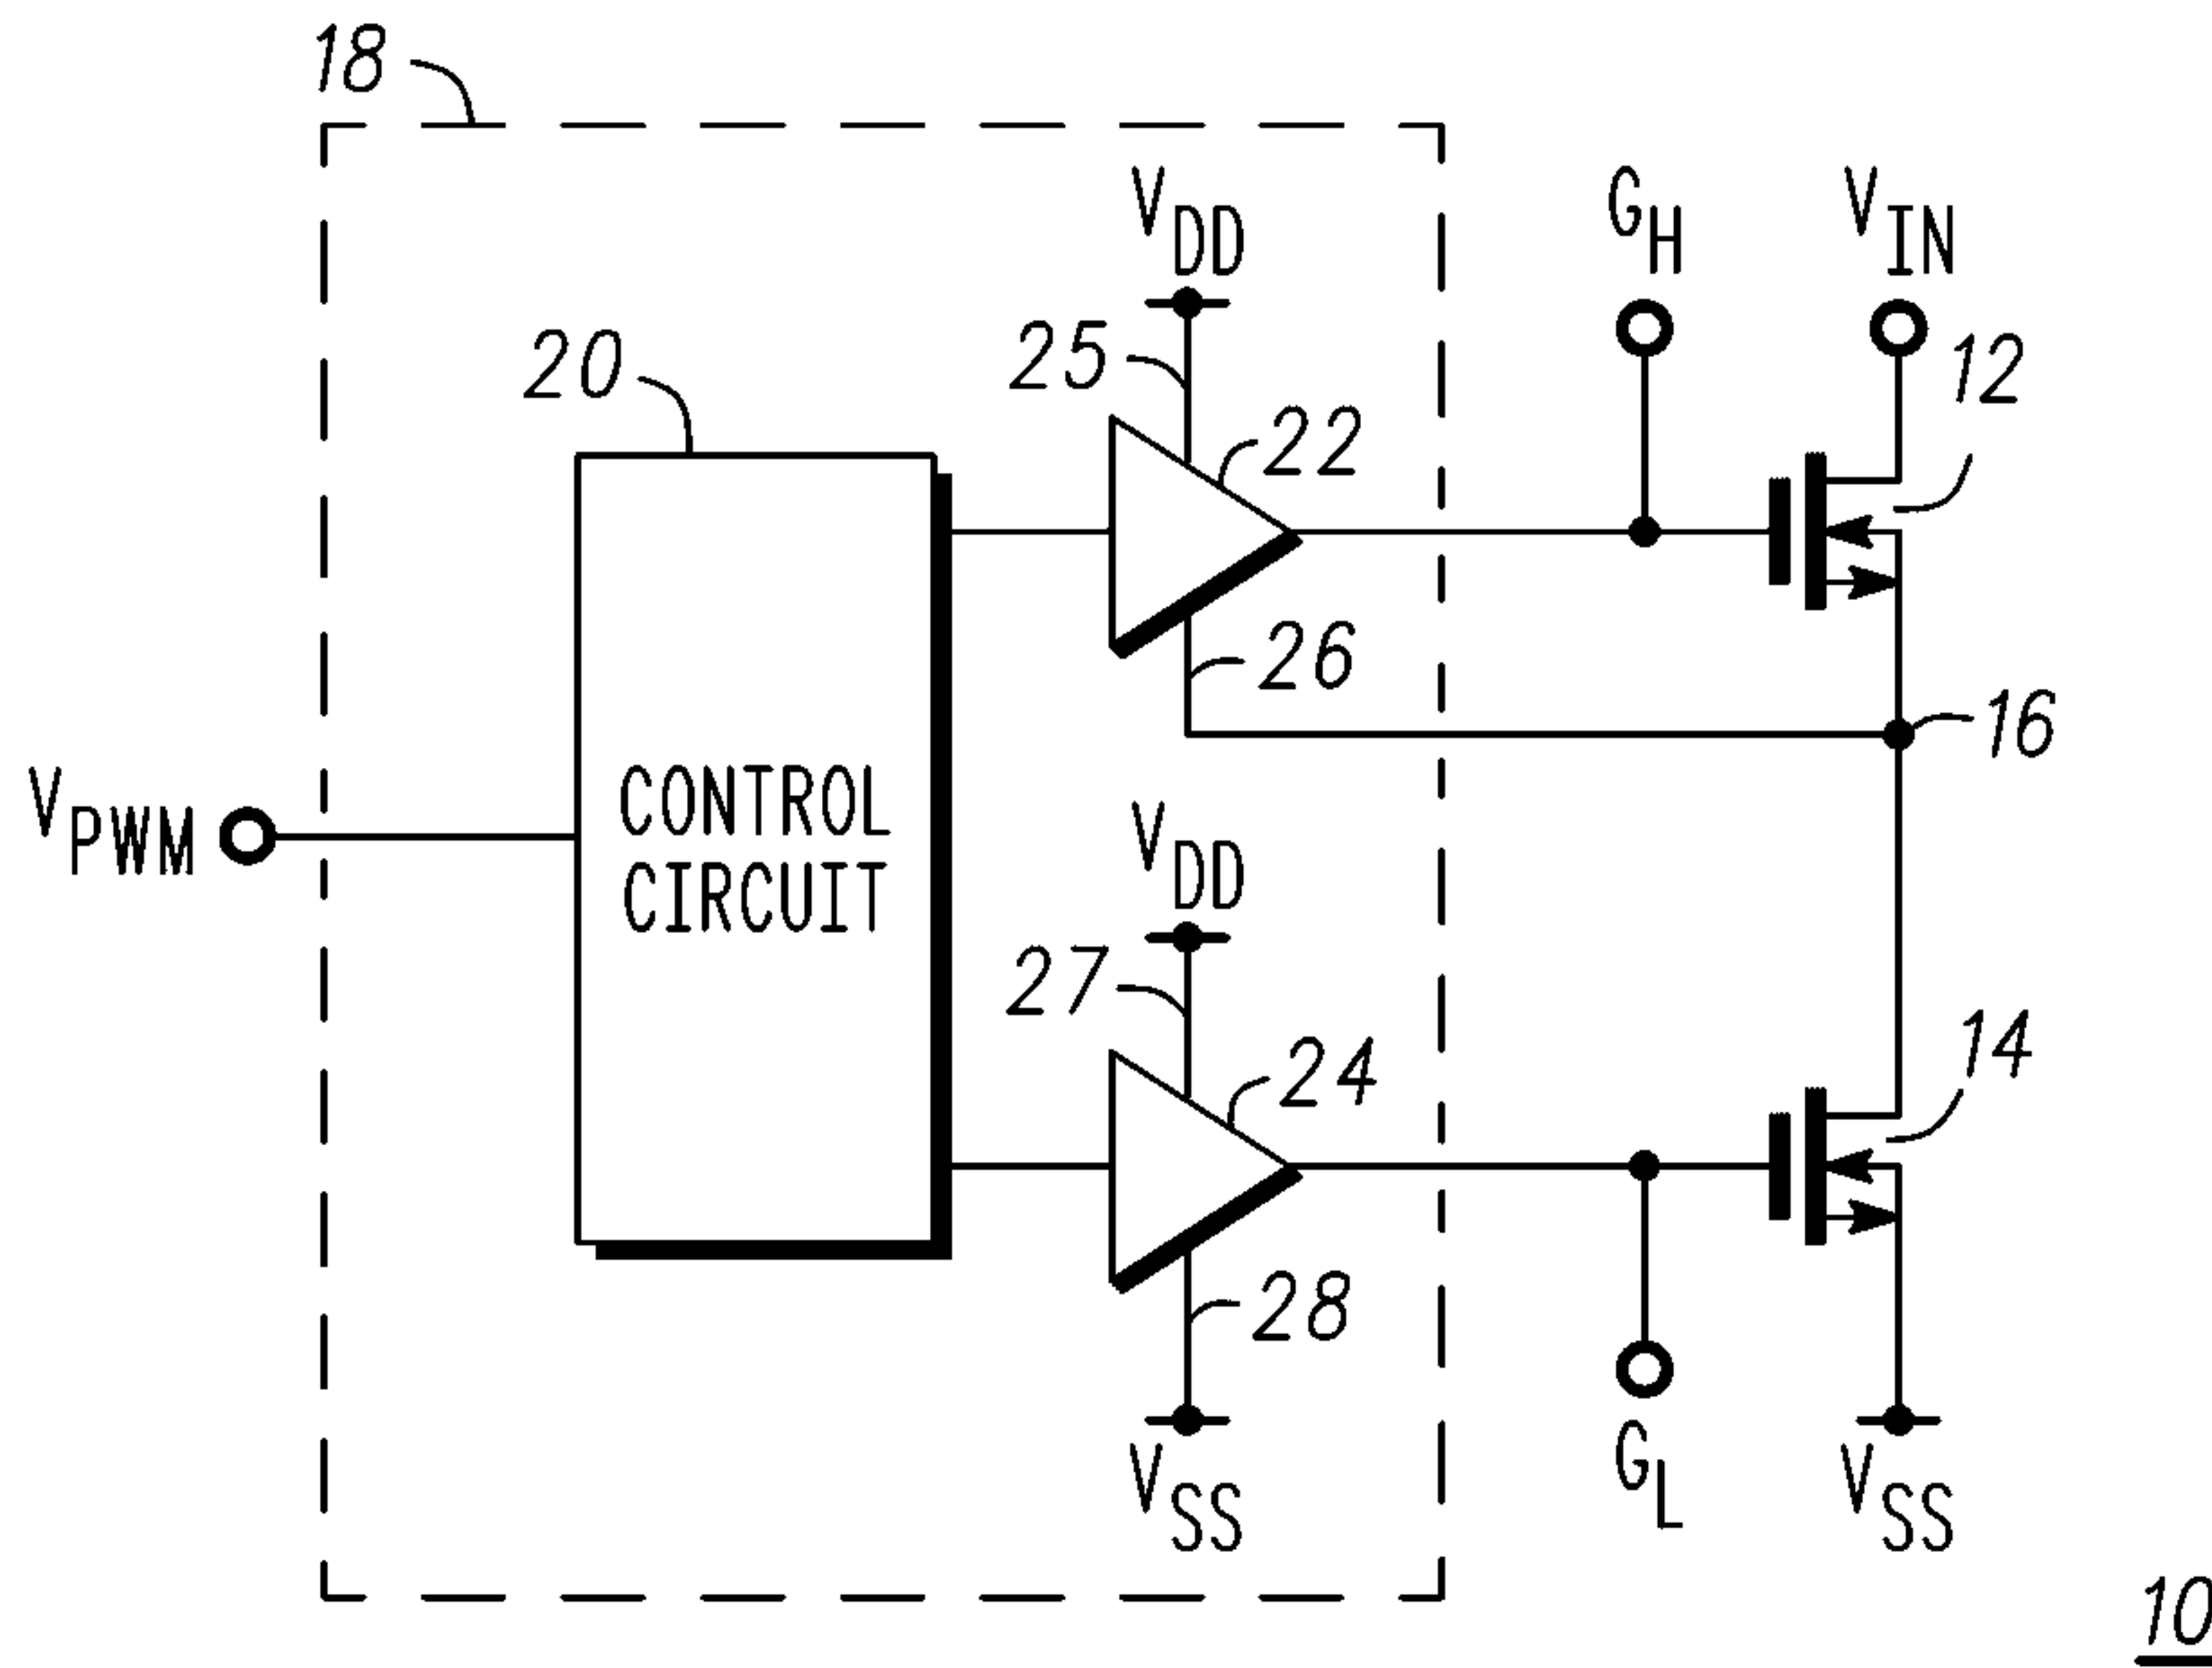 18
V DD
G H
V IN
20
25
22
12
26
16
V PWM
CONTROL
CIRCUIT
V DD
27
24
14
28
V SS
G L
V SS
10